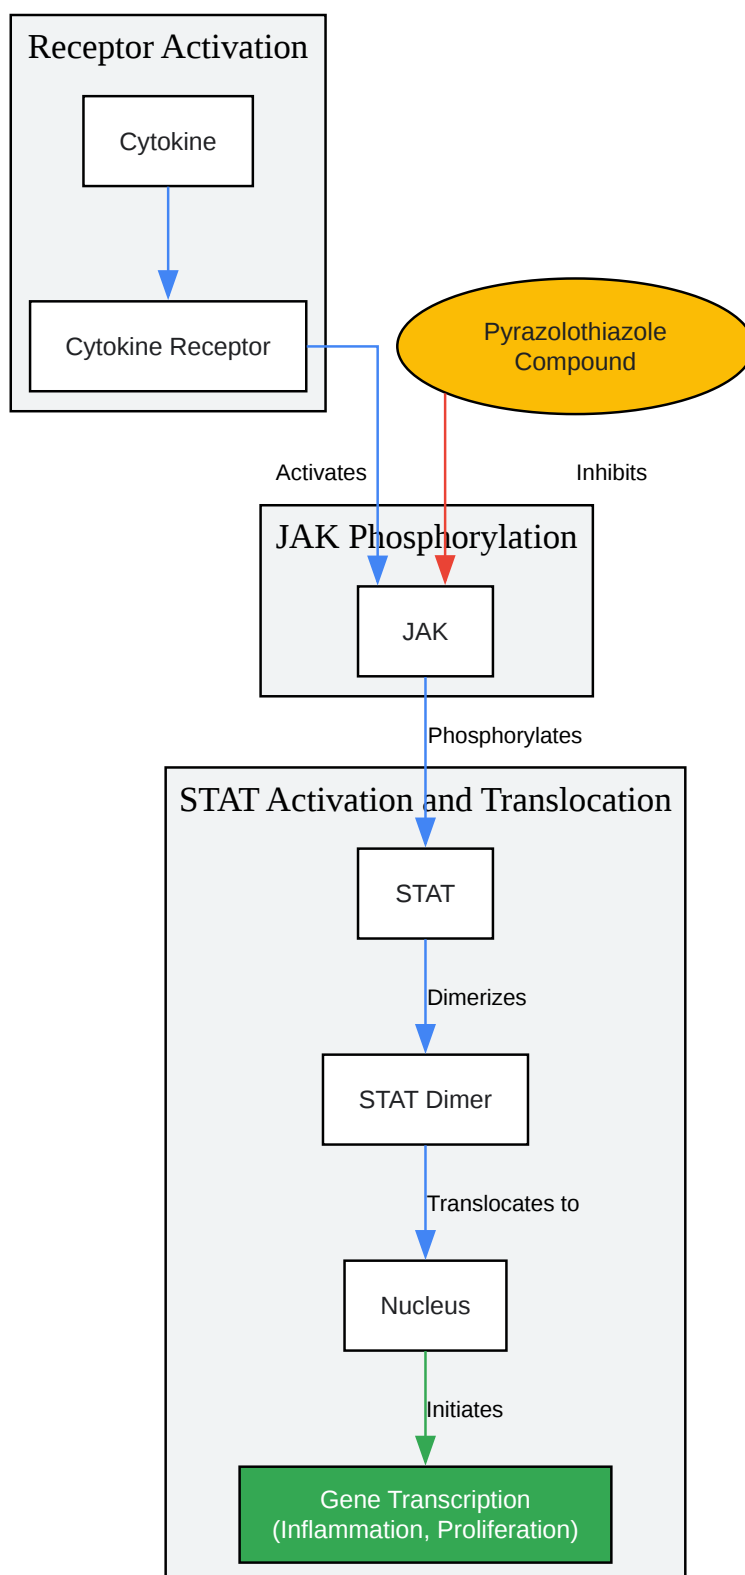 Receptor Activation
Cytokine
Cytokine Receptor
Pyrazolothiazole
Compound
Activates
Inhibits
JAK Phosphorylation
JAK
Phosphorylates
STAT Activation and Translocation
STAT
Dimerizes
STAT Dimer
Translocates to
Nucleus
Initiates
Gene Transcription
(Inflammation, Proliferation)